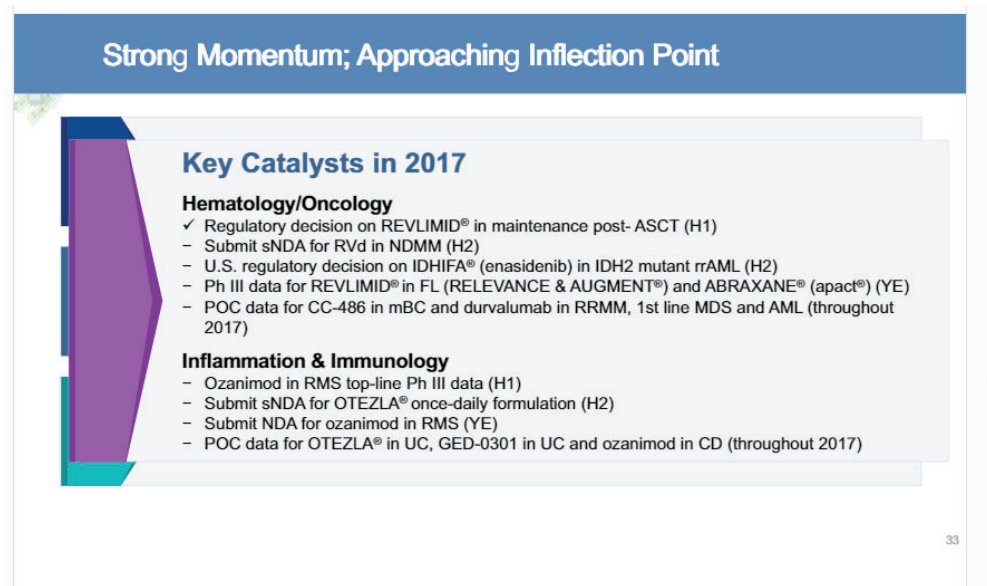 Strong Momentum; Approaching Inflection Point
Key Catalysts in 2017
Hematology/Oncology
✓ Regulatory decision on REVLIMID® in maintenance post- ASCT (H1)
− Submit sNDA for RVd in NDMM (H2)
− U.S. regulatory decision on IDHIFA® (enasidenib) in IDH2 mutant rrAML (H2)
− Ph III data for REVLIMID® in FL (RELEVANCE & AUGMENT®) and ABRAXANE® (apact®) (YE)
− POC data for CC-486 in mBC and durvalumab in RRMM, 1st line MDS and AML (throughout
2017)
Inflammation & Immunology
− Ozanimod in RMS top-line Ph III data (H1)
− Submit sNDA for OTEZLA® once-daily formulation (H2)
− Submit NDA for ozanimod in RMS (YE)
− POC data for OTEZLA® in UC, GED-0301 in UC and ozanimod in CD (throughout 2017)
33